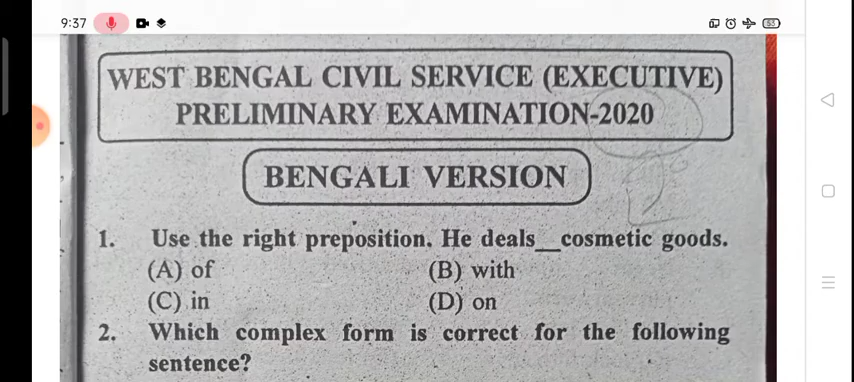 9:37
53
WEST BENGAL CIVIL SERVICE (EXECUTIVE)
PRELIMINARY EXAMINATION-2020
BENGALI VERSION
1. Use the right preposition. He deals__cosmetic goods.
(A) of (B) with
(C) in (D) on
2. Which complex form is correct for the following
sentence?